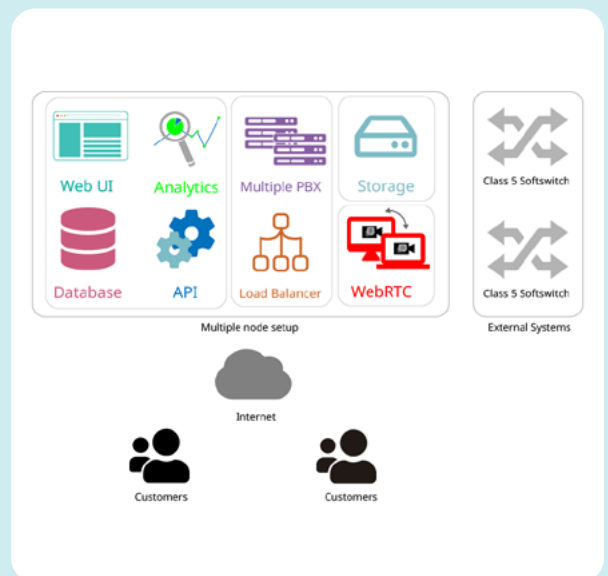 Web UI
Analytics
Multiple PBX
Storage
Class 5 Softswitch
Database
API
Load Balancer
WebRTC
Class 5 Softswitch
Multiple node setup
External Systems
Internet
Customers
Customers